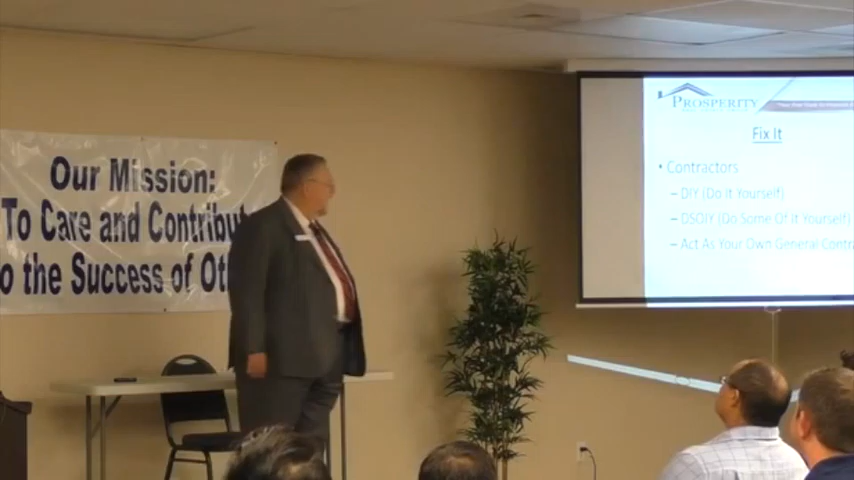 Our Mission:
To Care and Contribut
o the Success of Ot
PROSPERITY
Fix It
• Contractors
– DIY (Do It Yourself)
– DSOIY (Do Some Of It Yourself)
– Act As Your Own General Contra